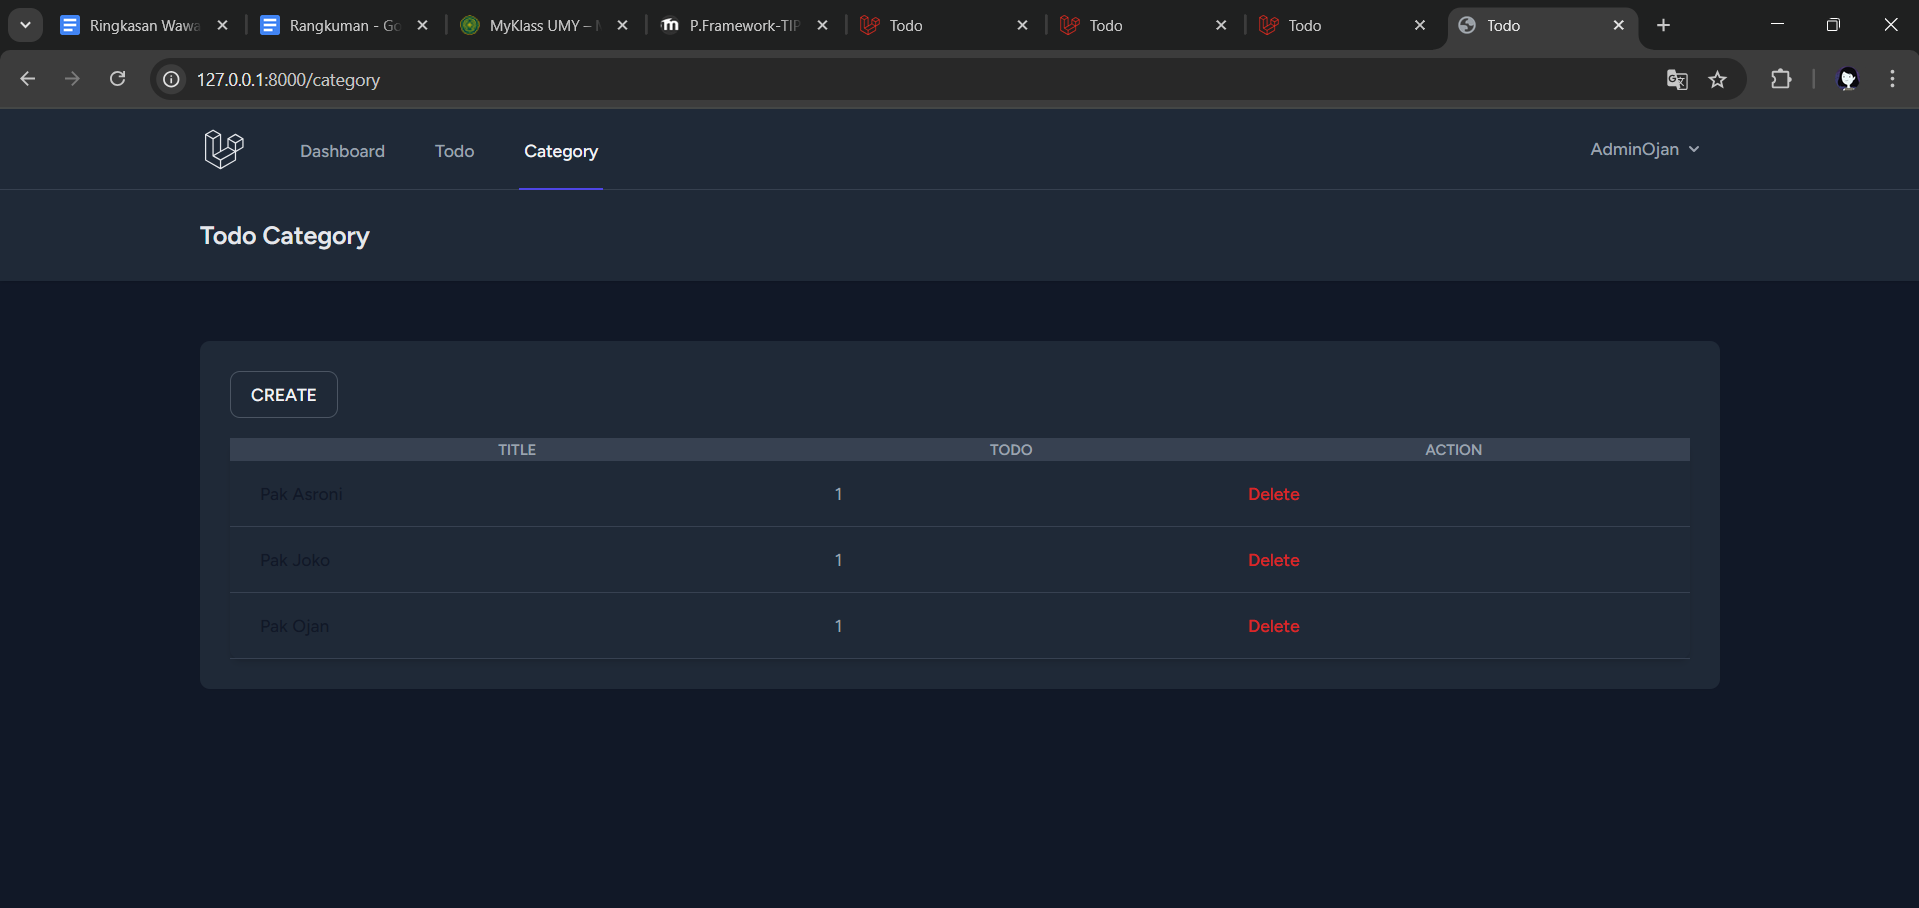 Ringkasan Wawa
Rangkuman - Go
MyKlass UMY –
P.Framework-TIP
Todo
Todo
Todo
Todo
127.0.0.1:8000/category
Dashboard
Todo
Category
AdminOjan
Todo Category
CREATE
TITLE TODO ACTION
Pak Asroni 1 Delete
Pak Joko 1 Delete
Pak Ojan 1 Delete